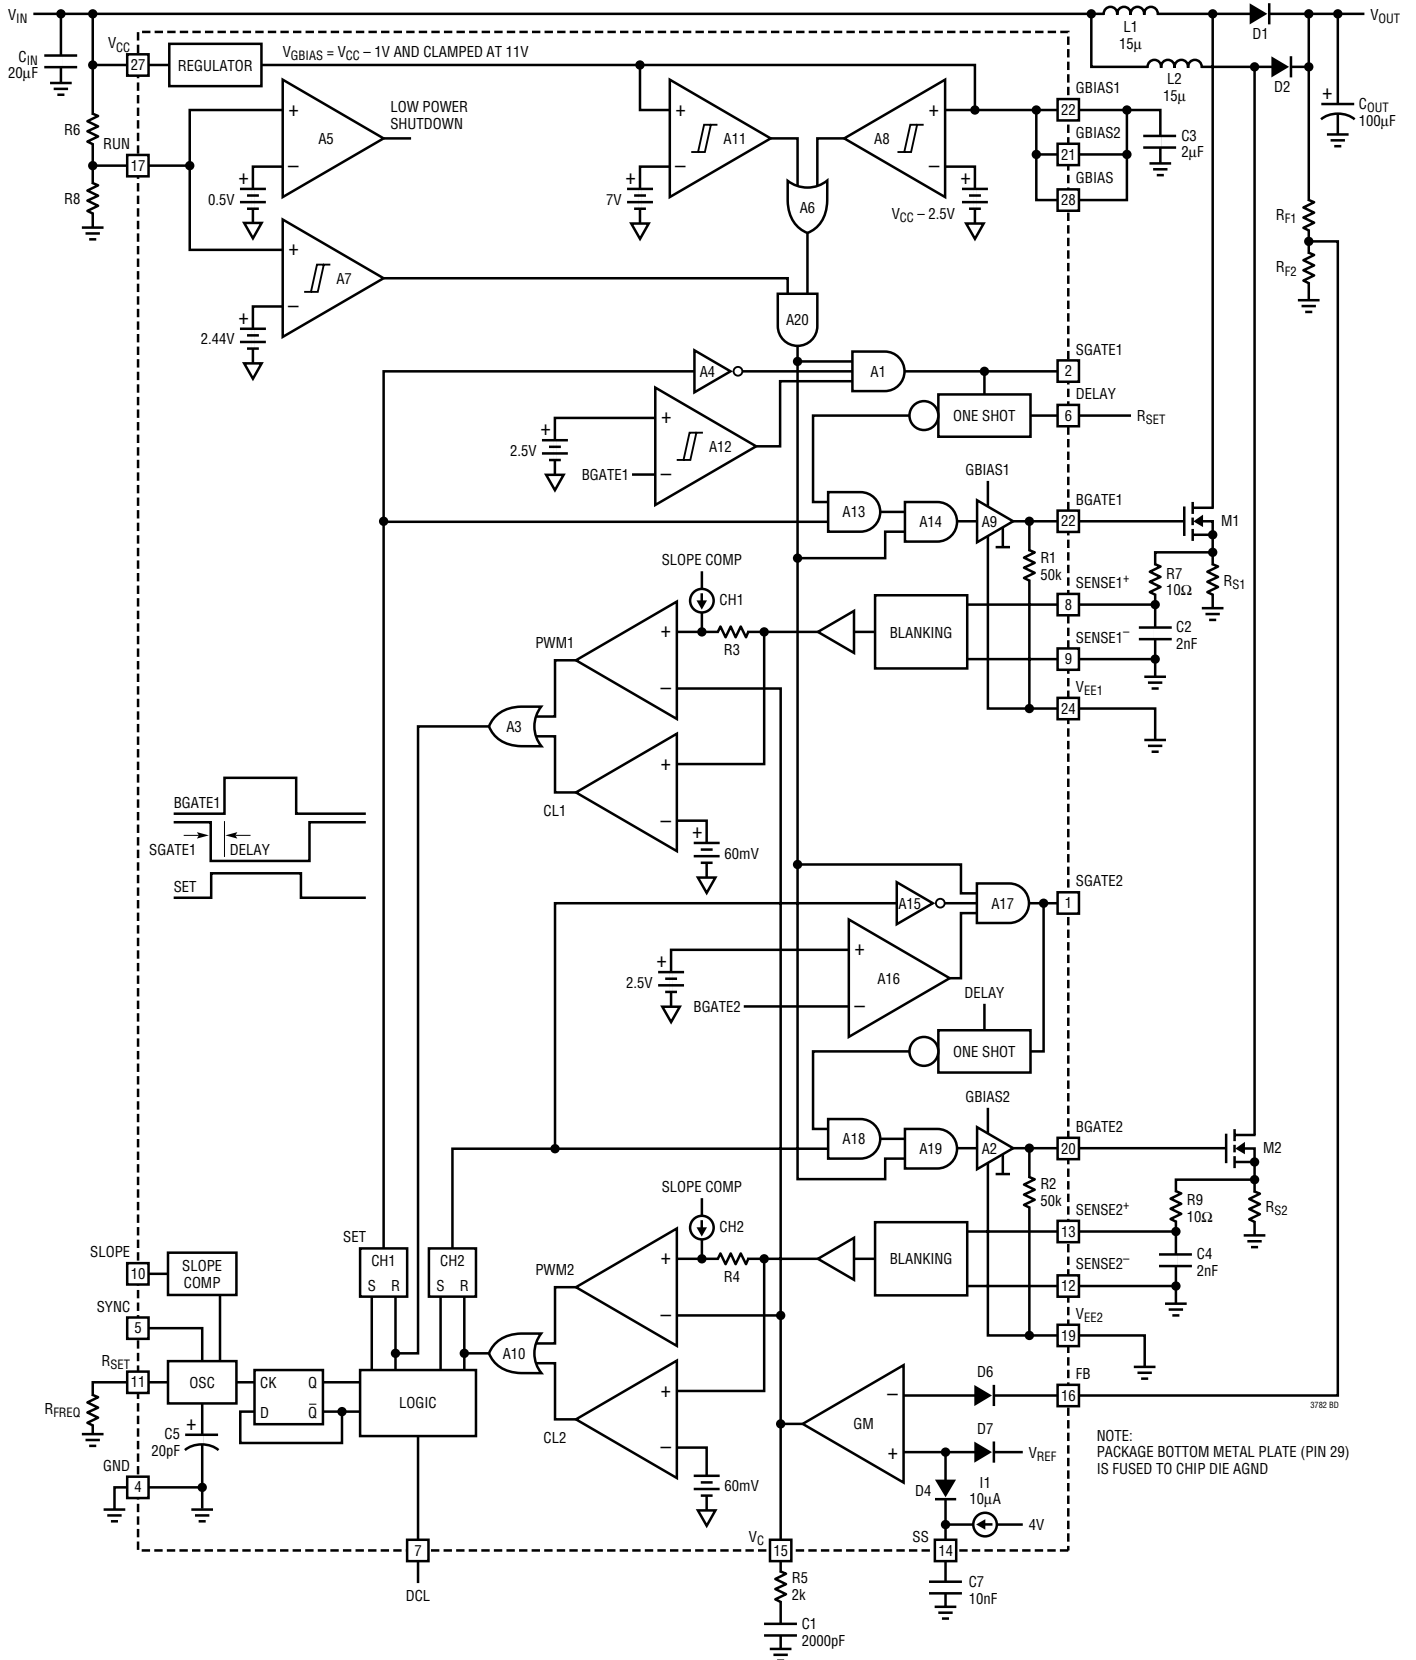 VIN
VOUT
L1
15µ
D1
VCC
27
REGULATOR
VGBIAS = VCC – 1V AND CLAMPED AT 11V
CIN
20µF
L2
15µ
D2
GBIAS1
22
+
COUT
100µF
R6
RUN
17
R8
+
–
A5
LOW POWER
SHUTDOWN
+
0.5V
+
–
A11
+
7V
+
–
A8
+
VCC – 2.5V
A6
GBIAS2
21
GBIAS
28
C3
2µF
RF1
RF2
+
–
A7
+
2.44V
A20
A4
A1
SGATE1
2
DELAY
6
RSET
ONE SHOT
+
2.5V
+
–
A12
BGATE1
GBIAS1
A13
A14
A9
BGATE1
22
M1
R1
50k
SLOPE COMP
CH1
R7
10Ω
RS1
SENSE1+
8
PWM1
+
–
R3
BLANKING
SENSE1–
9
C2
2nF
VEE1
24
A3
+
–
CL1
+
60mV
BGATE1
SGATE1
DELAY
SET
SGATE2
1
A15
A17
+
2.5V
+
–
A16
BGATE2
DELAY
ONE SHOT
GBIAS2
A18
A19
A2
BGATE2
20
M2
R2
50k
SLOPE COMP
CH2
R9
10Ω
RS2
SENSE2+
13
PWM2
+
–
R4
BLANKING
SENSE2–
12
C4
2nF
VEE2
19
SET
CH1
S R
CH2
S R
SLOPE
10
SLOPE
COMP
SYNC
5
RSET
11
OSC
CK Q
D Q̅
LOGIC
A10
RFREQ
C5
20pF
+
GND
4
+
–
CL2
+
60mV
–
+
GM
D6
FB
16
D7
VREF
D4
I1
10µA
4V
3782 BD
NOTE:
PACKAGE BOTTOM METAL PLATE (PIN 29)
IS FUSED TO CHIP DIE AGND
7
DCL
VC
15
R5
2k
C1
2000pF
SS
14
C7
10nF